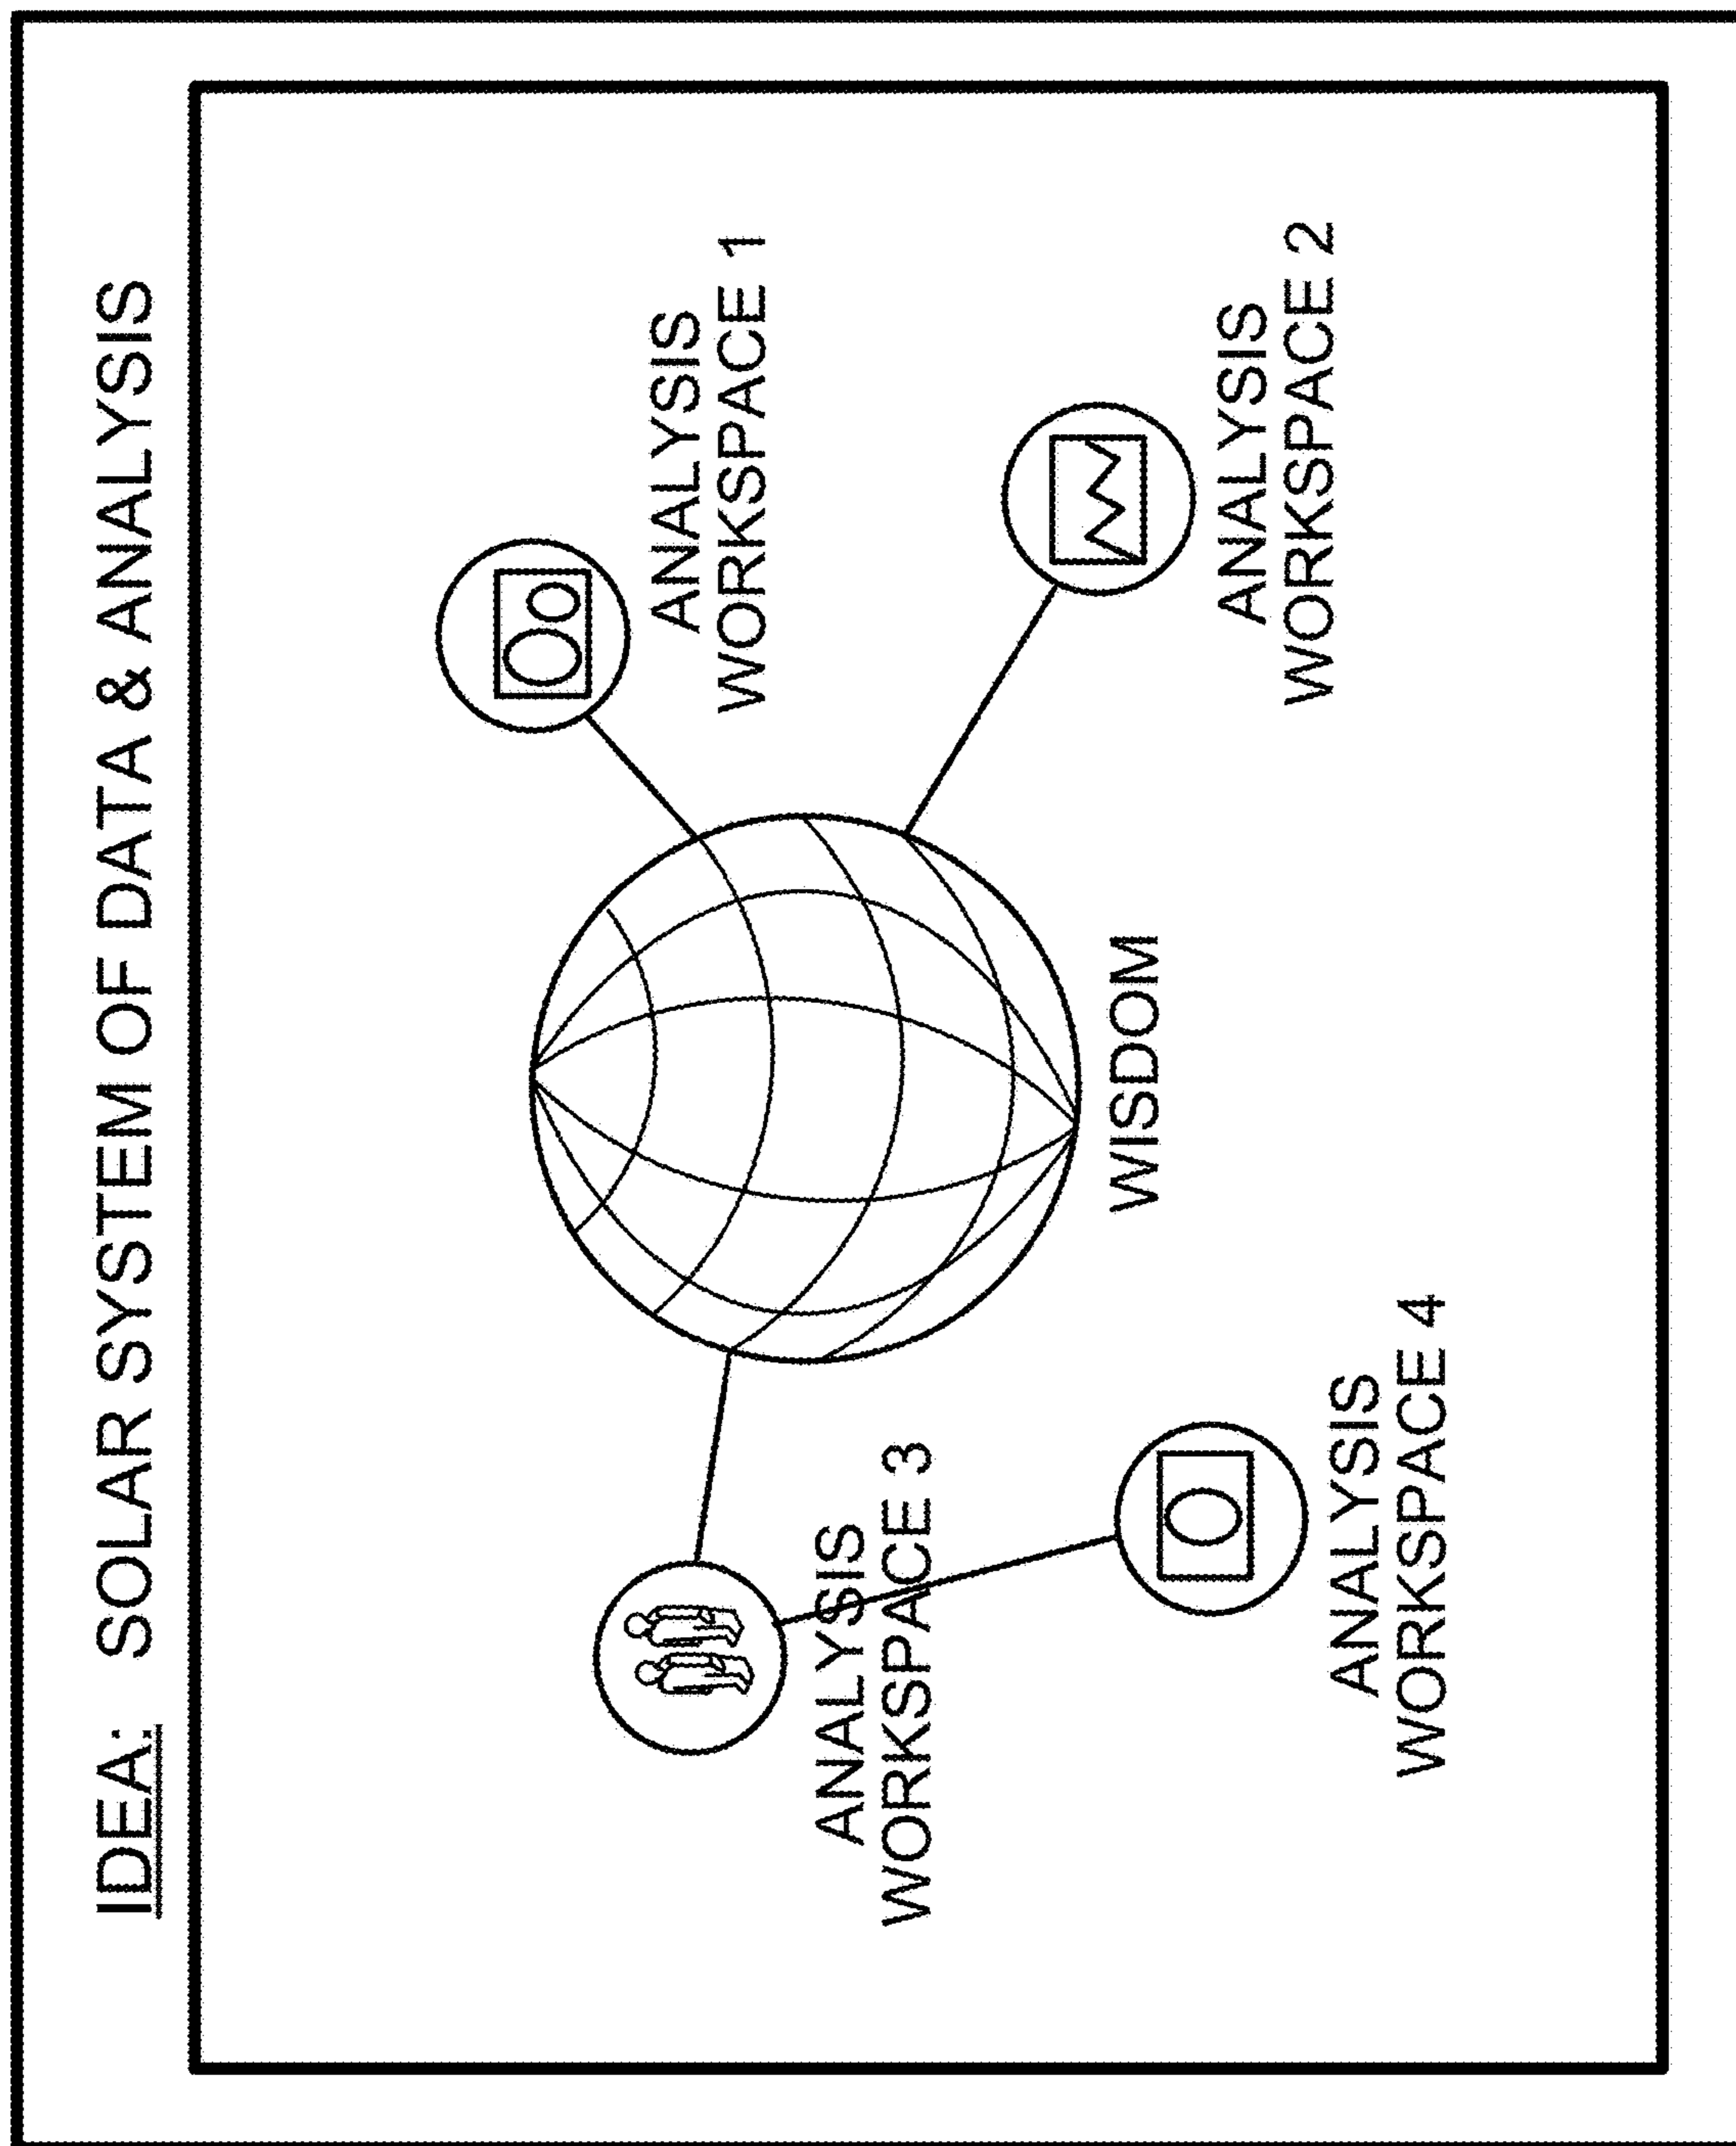 IDEA: SOLAR SYSTEM OF DATA & ANALYSIS
ANALYSIS
WORKSPACE 1
ANALYSIS
WORKSPACE 3
WISDOM
ANALYSIS
WORKSPACE 2
ANALYSIS
WORKSPACE 4